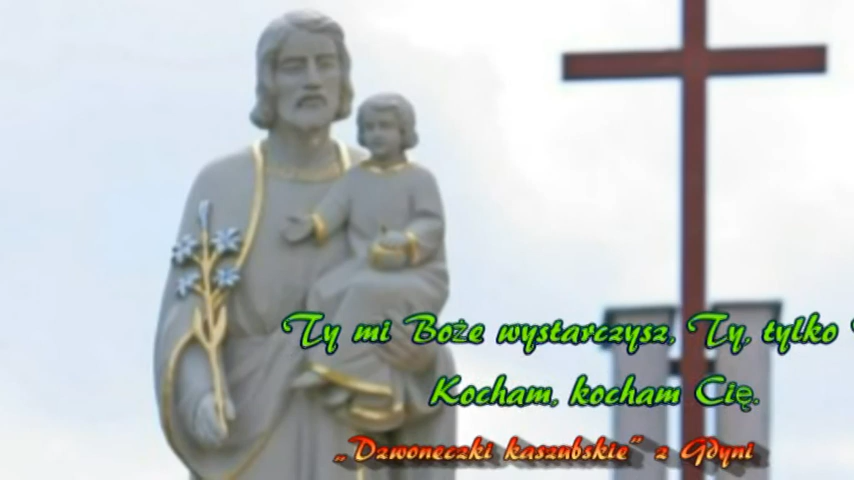 Ty mi Boże wystarczysz, Ty, tylko
Kocham, kocham Cię.
„Dzwoneczki kaszubskie” z Gdyni